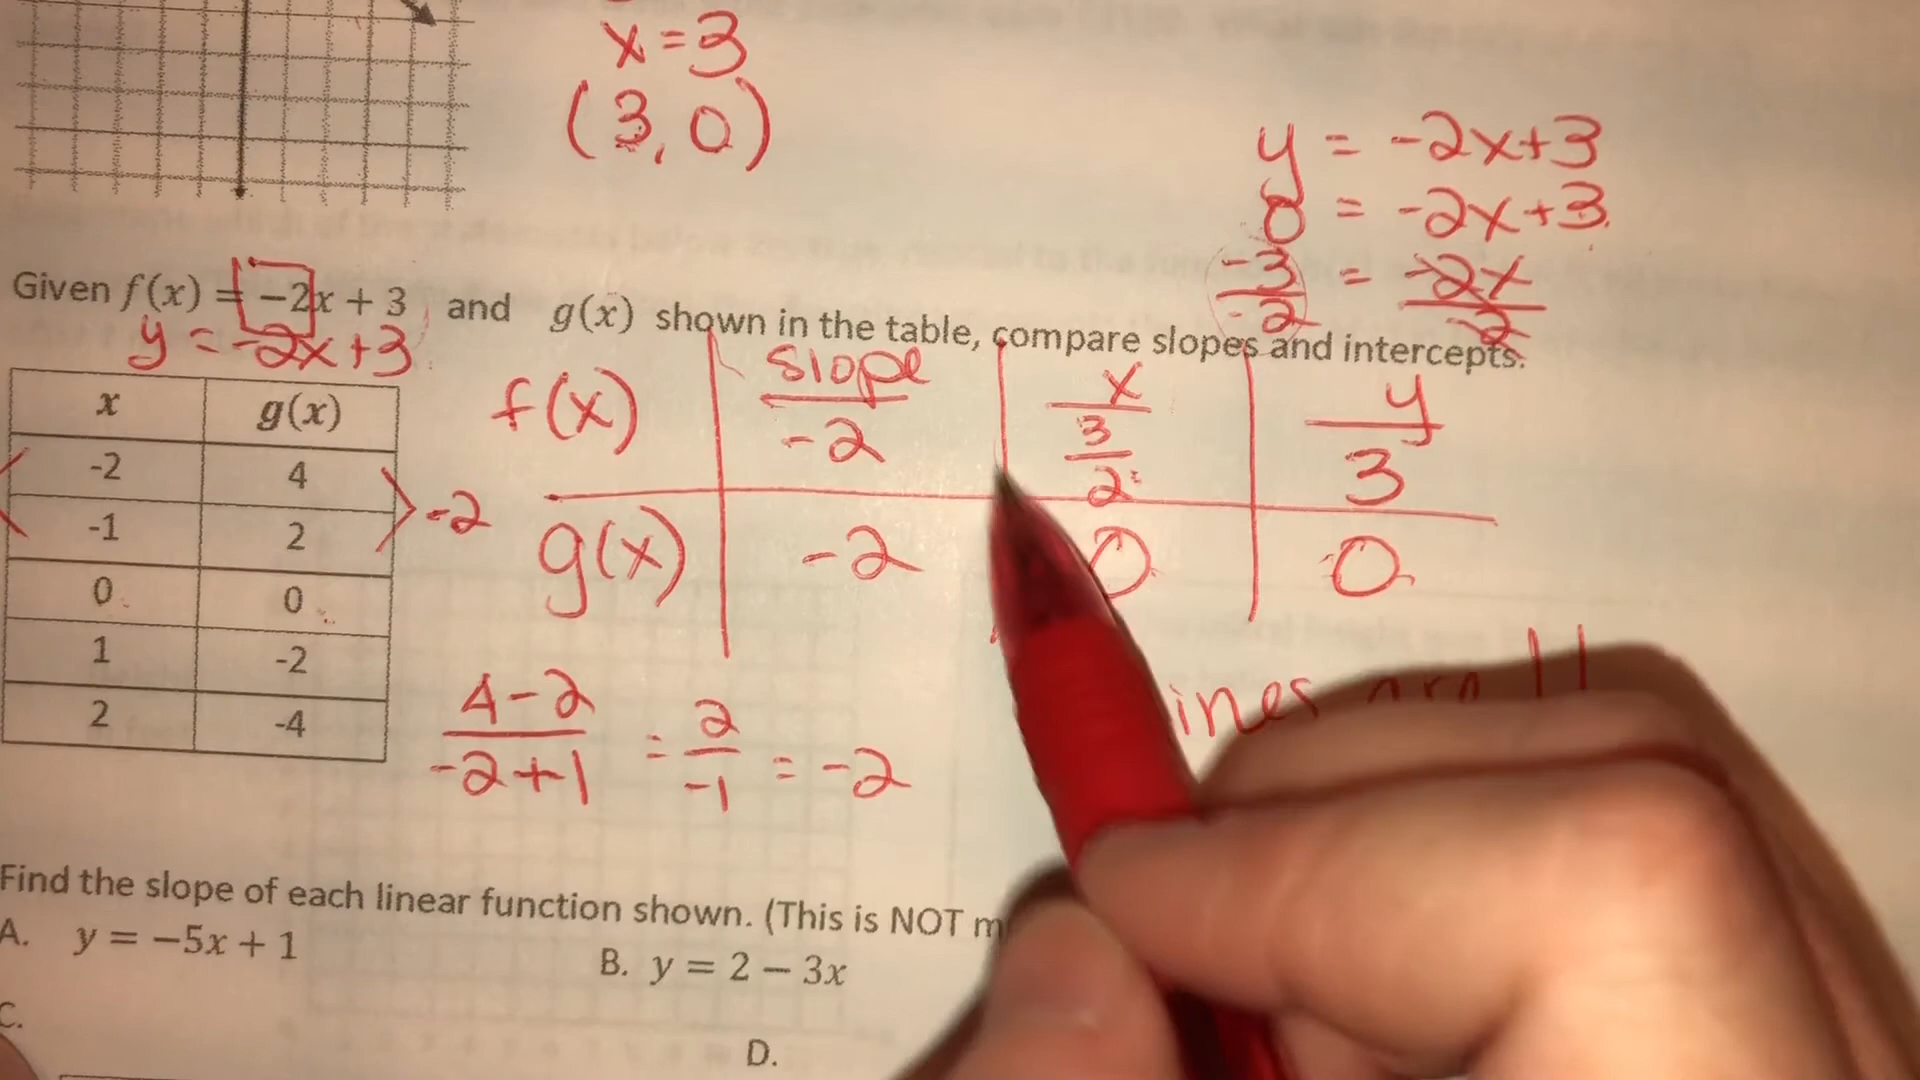 x = 3
(3, 0)
y = -2x+3
0 = -2x+3
-3/-2 = -2x/-2
Given f(x) = −2x + 3 and g(x) shown in the table, compare slopes and intercepts.
y = -2x+3
slope x y
f(x) -2 3/2 3
g(x) -2 0 0
x g(x)
-2 4
-1 2
0 0
1 -2
2 -4
-2
4-2/-2+1 = 2/-1 = -2
ines are ||
Find the slope of each linear function shown. (This is NOT m
A. y = −5x + 1
B. y = 2 − 3x
C.
D.